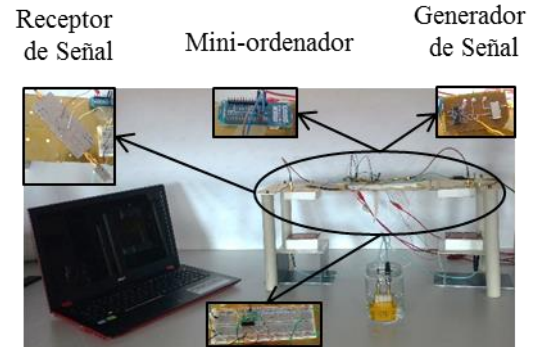 Receptor
de Señal
Mini-ordenador
Generador
de Señal